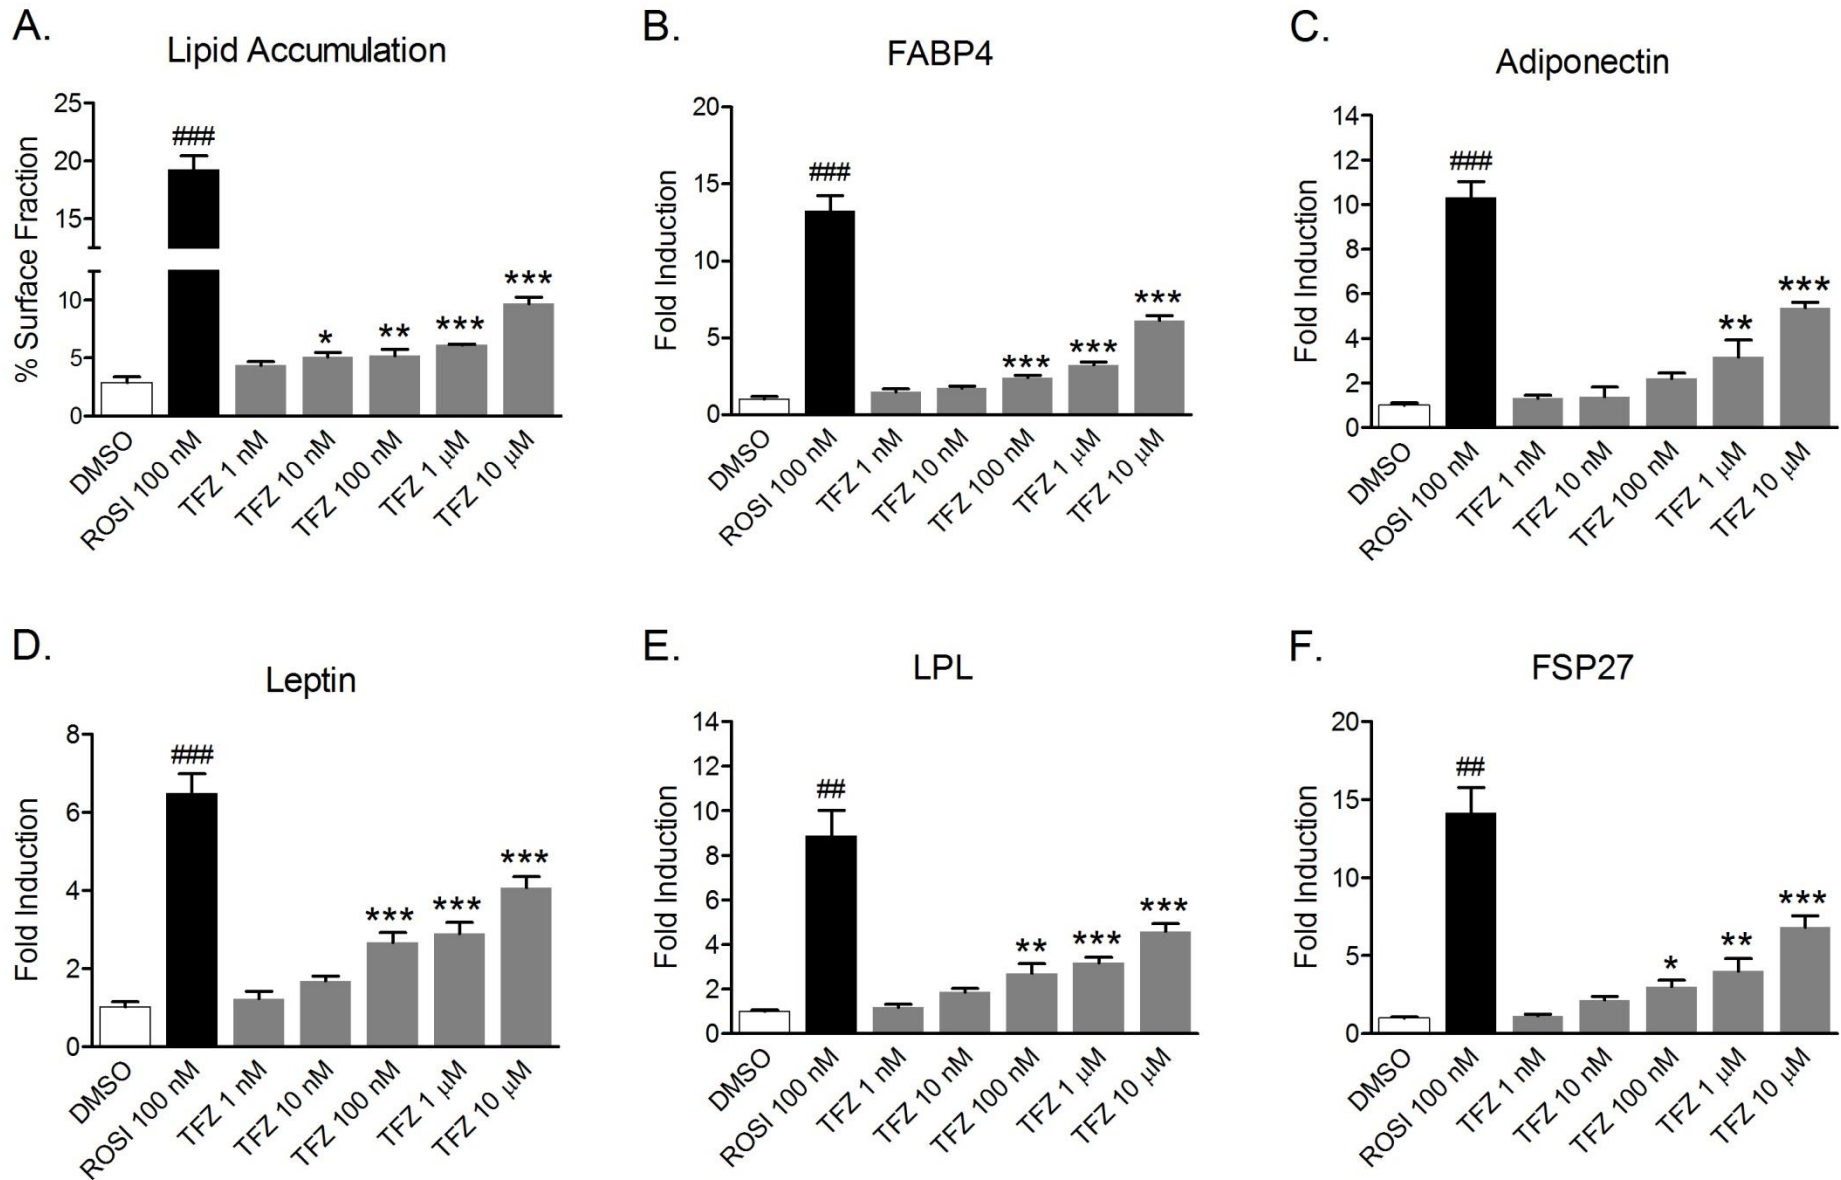 A.
Lipid Accumulation
% Surface Fraction
25
20
15
10
5
0
###
*
**
***
***
DMSO
ROSI 100 nM
TFZ 1 nM
TFZ 10 nM
TFZ 100 nM
TFZ 1 μM
TFZ 10 μM
B.
FABP4
Fold Induction
20
15
10
5
0
###
***
***
***
DMSO
ROSI 100 nM
TFZ 1 nM
TFZ 10 nM
TFZ 100 nM
TFZ 1 μM
TFZ 10 μM
C.
Adiponectin
Fold Induction
14
12
10
8
6
4
2
0
###
**
***
DMSO
ROSI 100 nM
TFZ 1 nM
TFZ 10 nM
TFZ 100 nM
TFZ 1 μM
TFZ 10 μM
D.
Leptin
Fold Induction
8
6
4
2
0
###
***
***
***
DMSO
ROSI 100 nM
TFZ 1 nM
TFZ 10 nM
TFZ 100 nM
TFZ 1 μM
TFZ 10 μM
E.
LPL
Fold Induction
14
12
10
8
6
4
2
0
##
**
***
***
DMSO
ROSI 100 nM
TFZ 1 nM
TFZ 10 nM
TFZ 100 nM
TFZ 1 μM
TFZ 10 μM
F.
FSP27
Fold Induction
20
15
10
5
0
##
*
**
***
DMSO
ROSI 100 nM
TFZ 1 nM
TFZ 10 nM
TFZ 100 nM
TFZ 1 μM
TFZ 10 μM